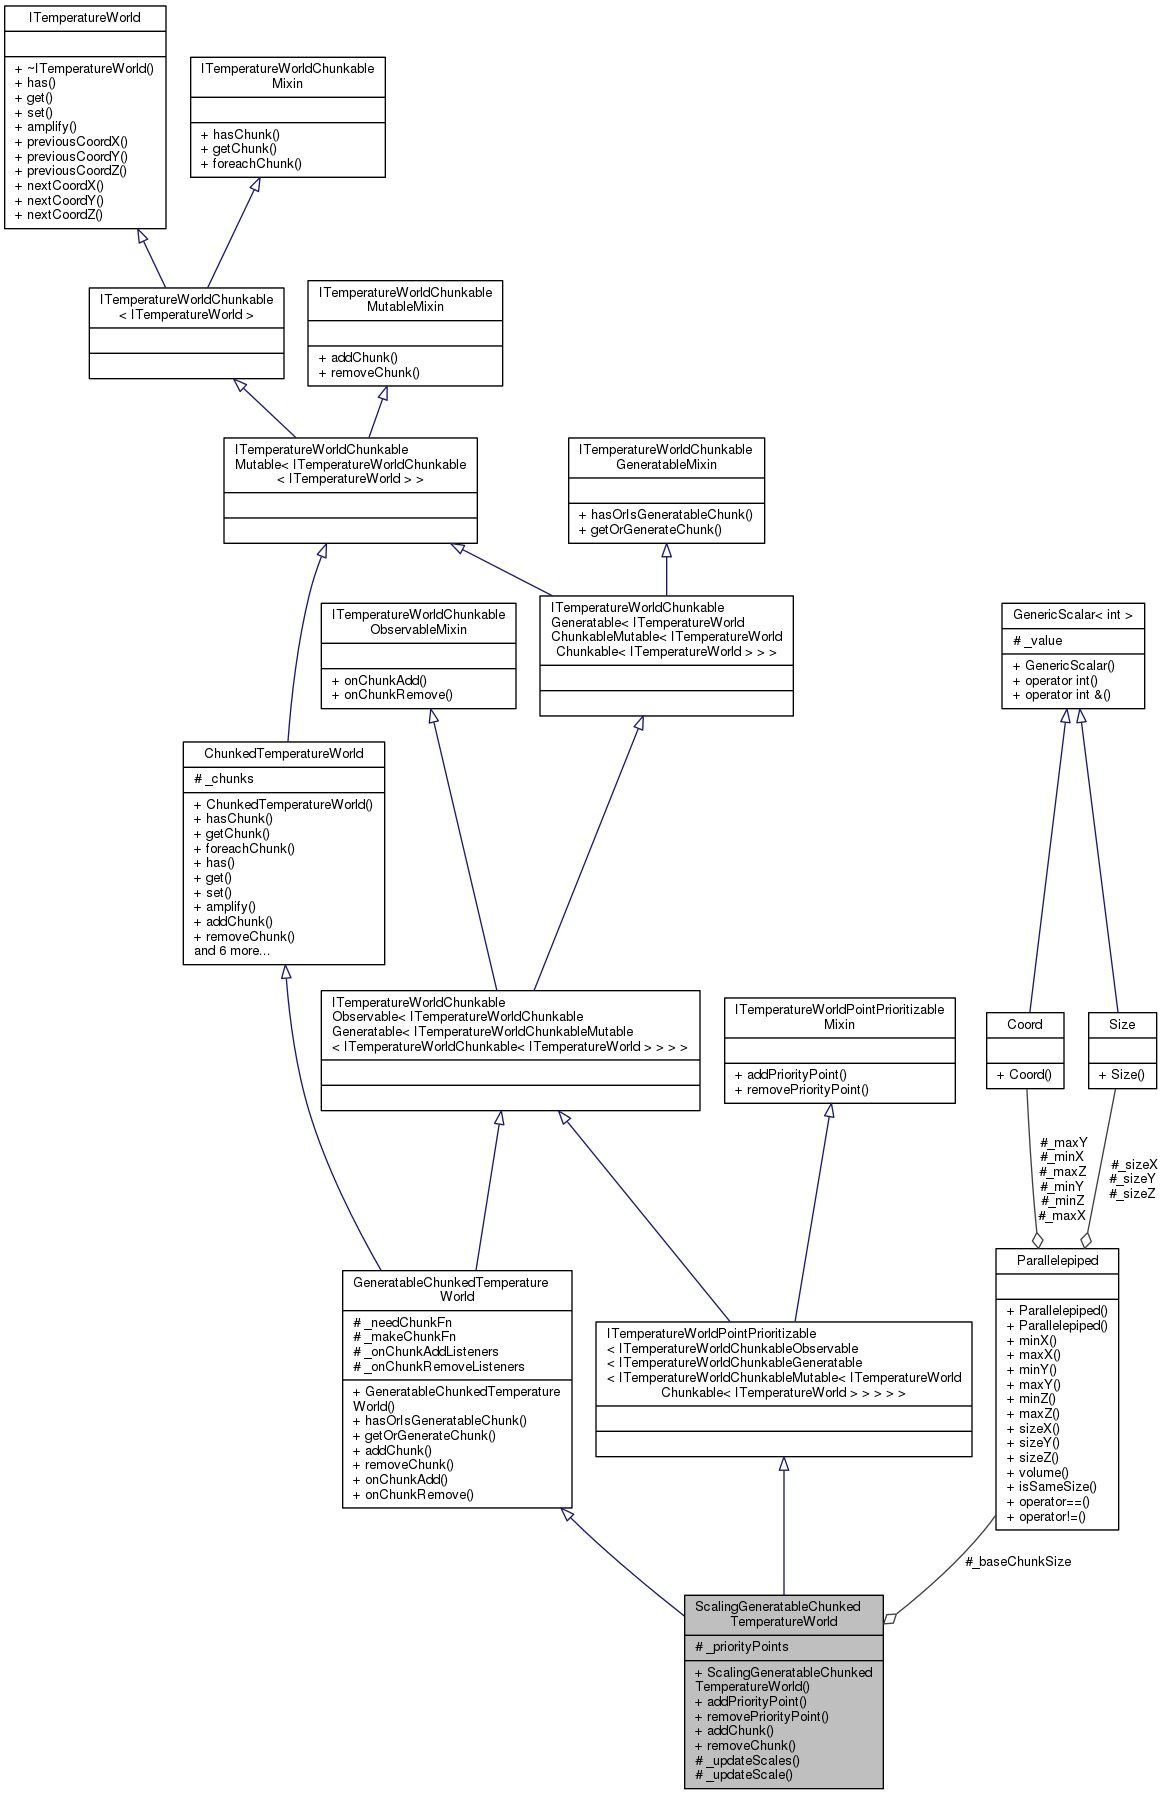 ITemperatureWorld
+ ~ITemperatureWorld()
+ has()
+ get()
+ set()
+ amplify()
+ previousCoordX()
+ previousCoordY()
+ previousCoordZ()
+ nextCoordX()
+ nextCoordY()
+ nextCoordZ()
ITemperatureWorldChunkable
Mixin
+ hasChunk()
+ getChunk()
+ foreachChunk()
ITemperatureWorldChunkable
< ITemperatureWorld >
ITemperatureWorldChunkable
MutableMixin
+ addChunk()
+ removeChunk()
ITemperatureWorldChunkable
Mutable< ITemperatureWorldChunkable
< ITemperatureWorld > >
ITemperatureWorldChunkable
GeneratableMixin
+ hasOrIsGeneratableChunk()
+ getOrGenerateChunk()
ITemperatureWorldChunkable
ObservableMixin
+ onChunkAdd()
+ onChunkRemove()
ITemperatureWorldChunkable
Generatable< ITemperatureWorld
ChunkableMutable< ITemperatureWorld
Chunkable< ITemperatureWorld > > >
GenericScalar< int >
# _value
+ GenericScalar()
+ operator int()
+ operator int &()
ChunkedTemperatureWorld
# _chunks
+ ChunkedTemperatureWorld()
+ hasChunk()
+ getChunk()
+ foreachChunk()
+ has()
+ get()
+ set()
+ amplify()
+ addChunk()
+ removeChunk()
and 6 more...
ITemperatureWorldChunkable
Observable< ITemperatureWorldChunkable
Generatable< ITemperatureWorldChunkableMutable
< ITemperatureWorldChunkable< ITemperatureWorld > > > >
ITemperatureWorldPointPrioritizable
Mixin
+ addPriorityPoint()
+ removePriorityPoint()
Coord
+ Coord()
Size
+ Size()
#_maxY
#_minX
#_maxZ
#_minY
#_minZ
#_maxX
#_sizeX
#_sizeY
#_sizeZ
GeneratableChunkedTemperature
World
# _needChunkFn
# _makeChunkFn
# _onChunkAddListeners
# _onChunkRemoveListeners
+ GeneratableChunkedTemperature
World()
+ hasOrIsGeneratableChunk()
+ getOrGenerateChunk()
+ addChunk()
+ removeChunk()
+ onChunkAdd()
+ onChunkRemove()
ITemperatureWorldPointPrioritizable
< ITemperatureWorldChunkableObservable
< ITemperatureWorldChunkableGeneratable
< ITemperatureWorldChunkableMutable< ITemperatureWorld
Chunkable< ITemperatureWorld > > > > >
Parallelepiped
+ Parallelepiped()
+ Parallelepiped()
+ minX()
+ maxX()
+ minY()
+ maxY()
+ minZ()
+ maxZ()
+ sizeX()
+ sizeY()
+ sizeZ()
+ volume()
+ isSameSize()
+ operator==()
+ operator!=()
#_baseChunkSize
ScalingGeneratableChunked
TemperatureWorld
# _priorityPoints
+ ScalingGeneratableChunked
TemperatureWorld()
+ addPriorityPoint()
+ removePriorityPoint()
+ addChunk()
+ removeChunk()
# _updateScales()
# _updateScale()